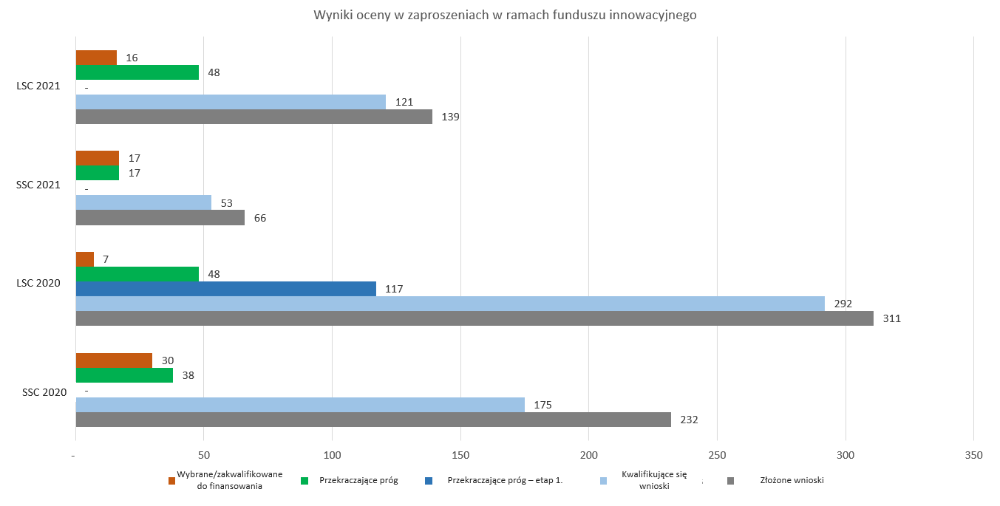 Wyniki oceny w zaproszeniach w ramach funduszu innowacyjnego
LSC 2021
16
48
-
121
139
SSC 2021
17
17
-
53
66
LSC 2020
7
48
117
292
311
SSC 2020
30
38
-
175
232
- 50 100 150 200 250 300 350
Wybrane/zakwalifikowane
do finansowania
Przekraczające próg
Przekraczające próg – etap 1.
Kwalifikujące się
wnioski
Złożone wnioski